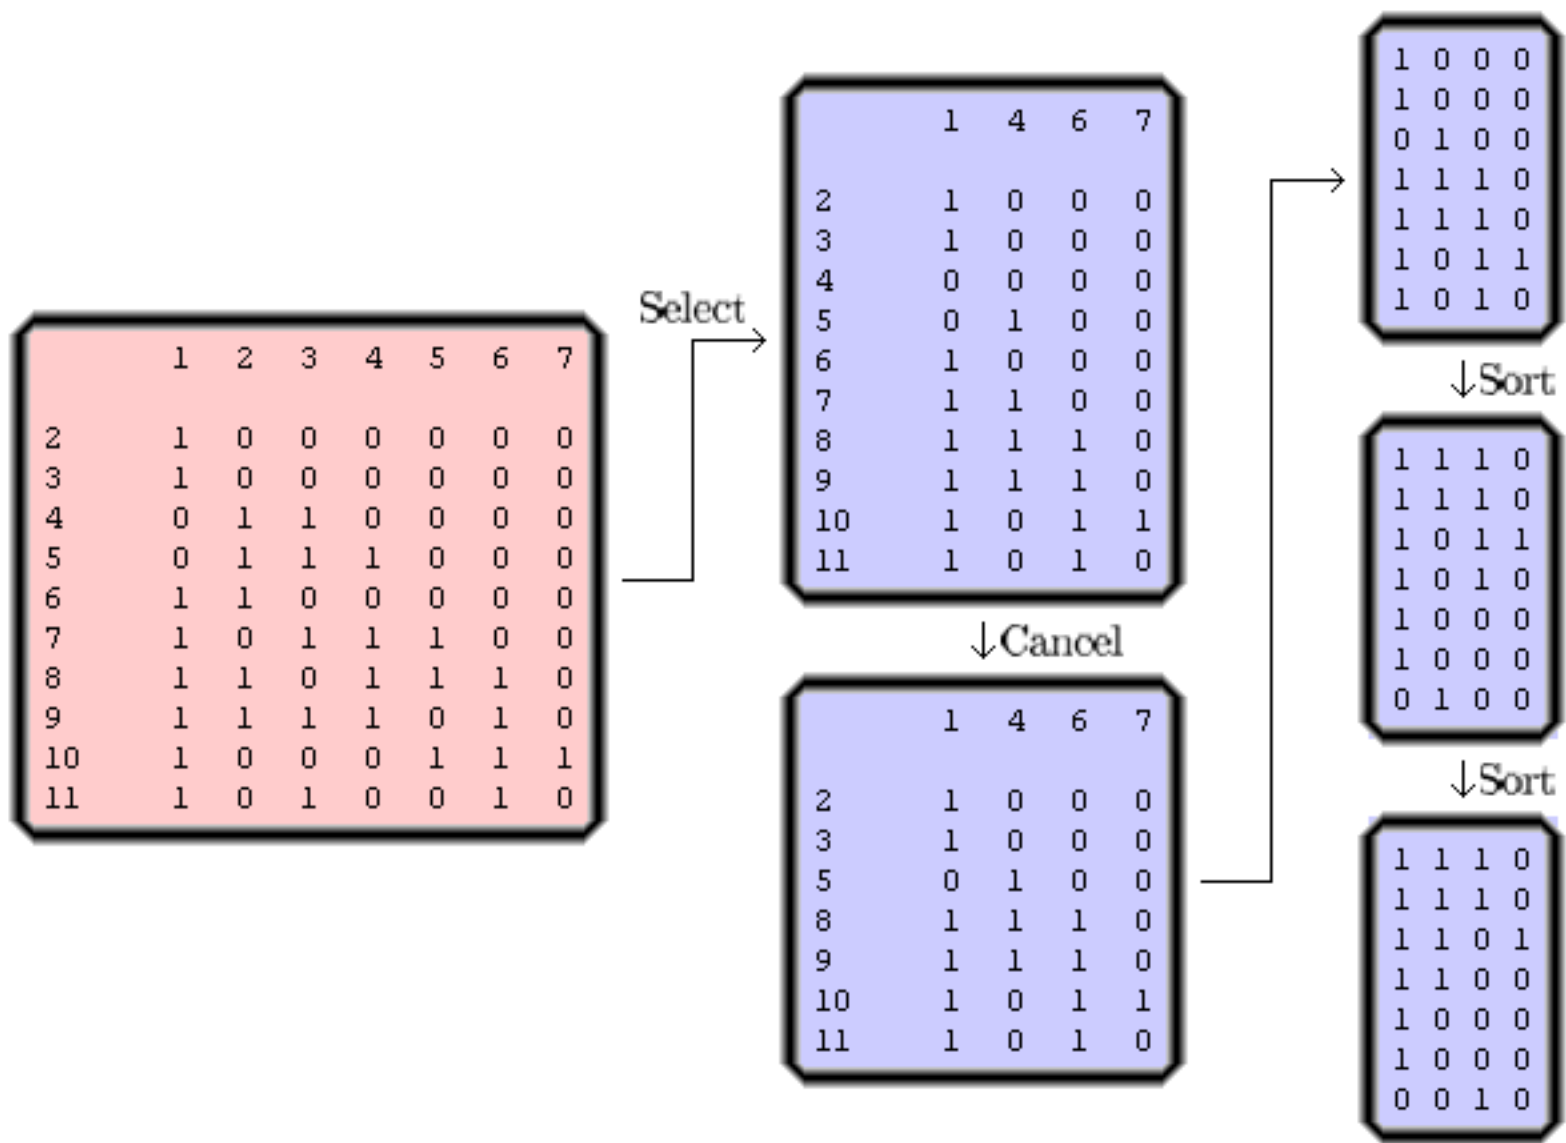 1 2 3 4 5 6 7
2 1 0 0 0 0 0 0
3 1 0 0 0 0 0 0
4 0 1 1 0 0 0 0
5 0 1 1 1 0 0 0
6 1 1 0 0 0 0 0
7 1 0 1 1 1 0 0
8 1 1 0 1 1 1 0
9 1 1 1 1 0 1 0
10 1 0 0 0 1 1 1
11 1 0 1 0 0 1 0
Select
1 4 6 7
2 1 0 0 0
3 1 0 0 0
4 0 0 0 0
5 0 1 0 0
6 1 0 0 0
7 1 1 0 0
8 1 1 1 0
9 1 1 1 0
10 1 0 1 1
11 1 0 1 0
↓Cancel
1 4 6 7
2 1 0 0 0
3 1 0 0 0
5 0 1 0 0
8 1 1 1 0
9 1 1 1 0
10 1 0 1 1
11 1 0 1 0
1 0 0 0
1 0 0 0
0 1 0 0
1 1 1 0
1 1 1 0
1 0 1 1
1 0 1 0
↓Sort
1 1 1 0
1 1 1 0
1 0 1 1
1 0 1 0
1 0 0 0
1 0 0 0
0 1 0 0
↓Sort
1 1 1 0
1 1 1 0
1 1 0 1
1 1 0 0
1 0 0 0
1 0 0 0
0 0 1 0